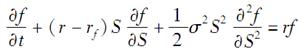 ∂f/∂t + (r − r_f) S ∂f/∂S + 1/2 σ² S² ∂²f/∂S² = rf